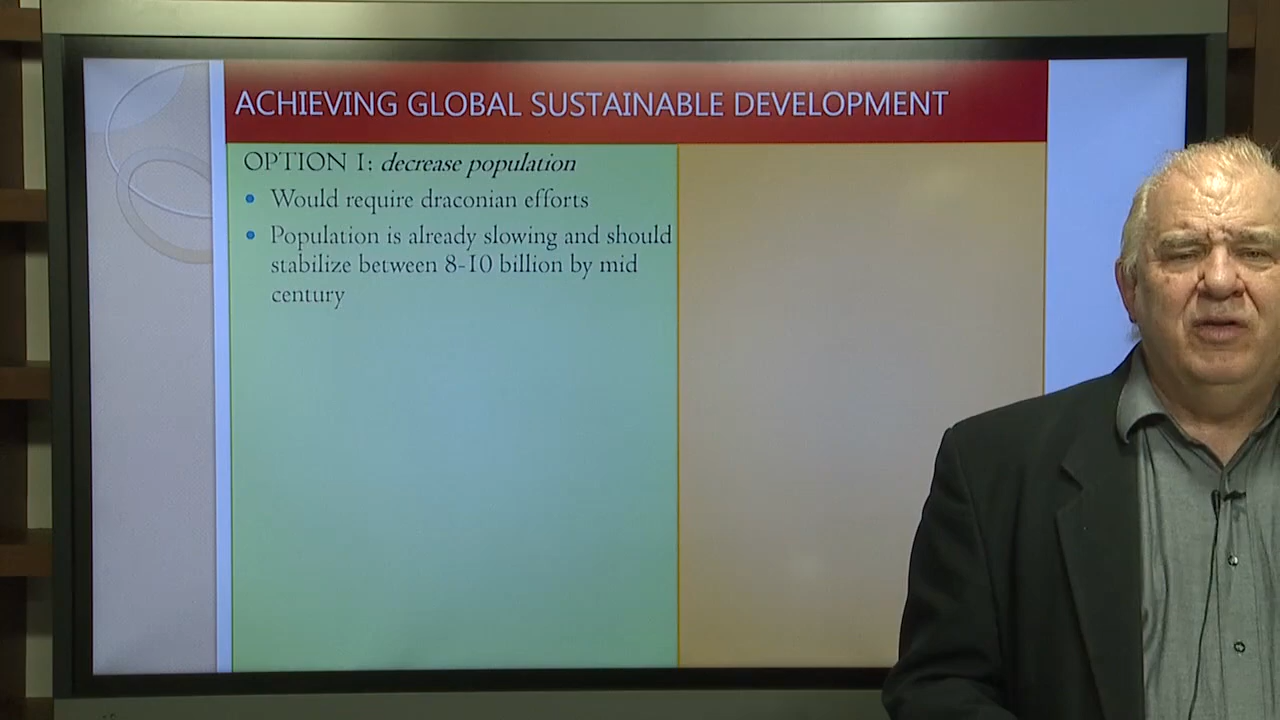 ACHIEVING GLOBAL SUSTAINABLE DEVELOPMENT
OPTION 1: decrease population
• Would require draconian efforts
• Population is already slowing and should
stabilize between 8-10 billion by mid
century